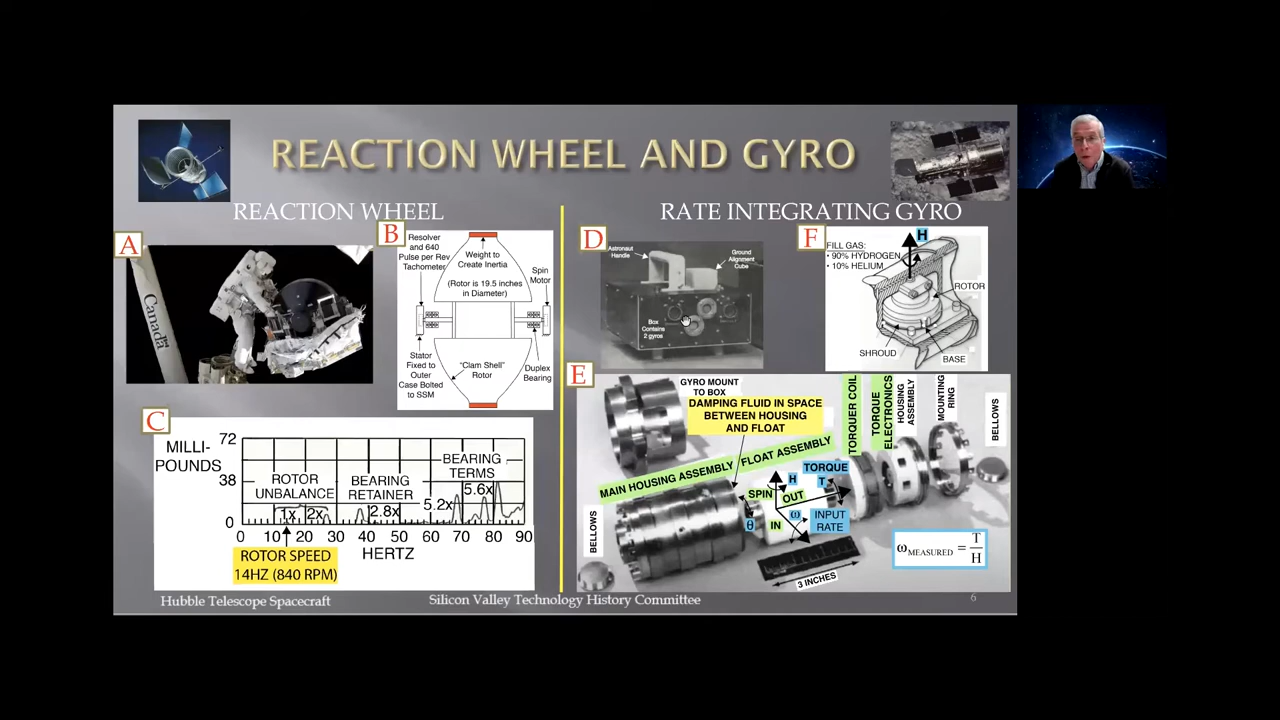 REACTION WHEEL AND GYRO
REACTION WHEEL
A
Canada
B
Resolver
and 640
Pulse per Rev
Tachometer
Weight to
Create Inertia
(Rotor is 19.5 inches
in Diameter)
Spin
Motor
Stator
Fixed to
Outer
Case Bolted
to SSM
"Clam Shell"
Rotor
Duplex
Bearing
C
MILLI-
POUNDS
72
38
0
ROTOR
UNBALANCE
1x 2x
BEARING
RETAINER
2.8x
BEARING
TERMS
5.2x
5.6x
0 10 20 30 40 50 60 70 80 90
HERTZ
ROTOR SPEED
14HZ (840 RPM)
RATE INTEGRATING GYRO
D
Astronaut
Handle
Ground
Alignment
Cube
Box
Contains
2 gyros
F
H
FILL GAS:
• 90% HYDROGEN
• 10% HELIUM
ROTOR
SHROUD
BASE
E
GYRO MOUNT
TO BOX
DAMPING FLUID IN SPACE
BETWEEN HOUSING
AND FLOAT
MAIN HOUSING ASSEMBLY
FLOAT ASSEMBLY
TORQUER COIL
TORQUE
ELECTRONICS
HOUSING
ASSEMBLY
MOUNTING
RING
BELLOWS
BELLOWS
SPIN
H
OUT
TORQUE
T
θ
IN
ω
INPUT
RATE
3 INCHES
ωMEASURED = T/H
Hubble Telescope Spacecraft
Silicon Valley Technology History Committee
6